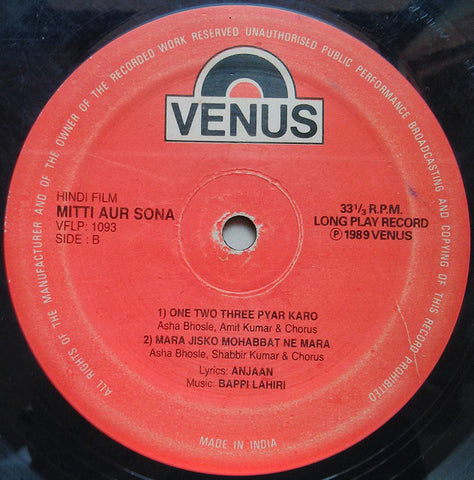 ALL RIGHTS OF THE MANUFACTURER AND OF THE OWNER OF THE RECORDED WORK RESERVED UNAUTHORISED PUBLIC PERFORMANCE BROADCASTING AND COPYING OF THIS RECORD PROHIBITED
VENUS
HINDI FILM
MITTI AUR SONA
VFLP: 1093
SIDE : B
33⅓ R.P.M.
LONG PLAY RECORD
Ⓟ 1989 VENUS
1) ONE TWO THREE PYAR KARO
Asha Bhosle, Amit Kumar & Chorus
2) MARA JISKO MOHABBAT NE MARA
Asha Bhosle, Shabbir Kumar & Chorus
Lyrics: ANJAAN
Music: BAPPI LAHIRI
MADE IN INDIA